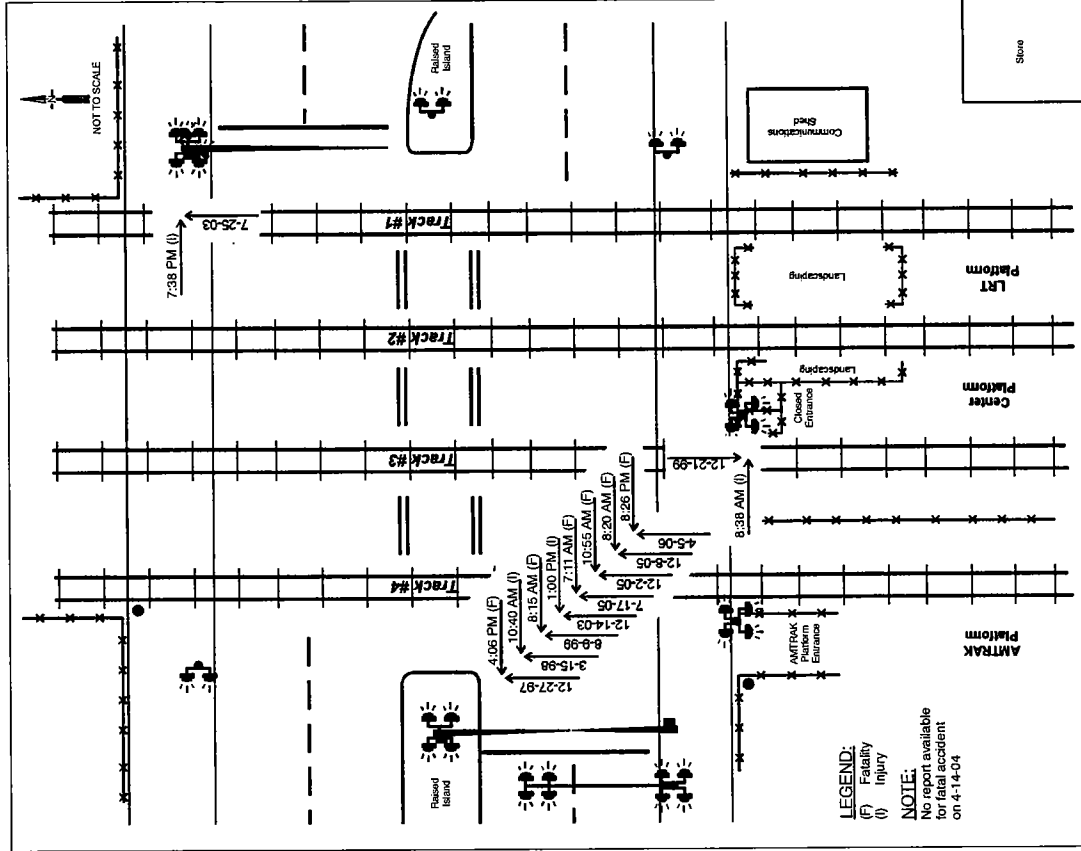 NOT TO SCALE
Raised
Island
Store
Communications
Shed
7-25-03
7:38 PM (I)
Track #1
Track #2
Track #3
Track #4
Landscaping
LRT
Platform
Landscaping
Closed
Entrance
Center
Platform
12-21-99
8:38 AM (I)
8:26 PM (F)
4-5-06
8:20 AM (F)
12-8-05
10:55 AM (F)
12-2-05
7:11 AM (F)
7-17-05
1:00 PM (I)
12-14-03
8:15 AM (F)
8-9-99
10:40 AM (I)
3-15-98
4:06 PM (F)
12-27-97
AMTRAK
Platform
Entrance
AMTRAK
Platform
Raised
Island
LEGEND:
(F) Fatality
(I) Injury
NOTE:
No report available
for fatal accident
on 4-14-04